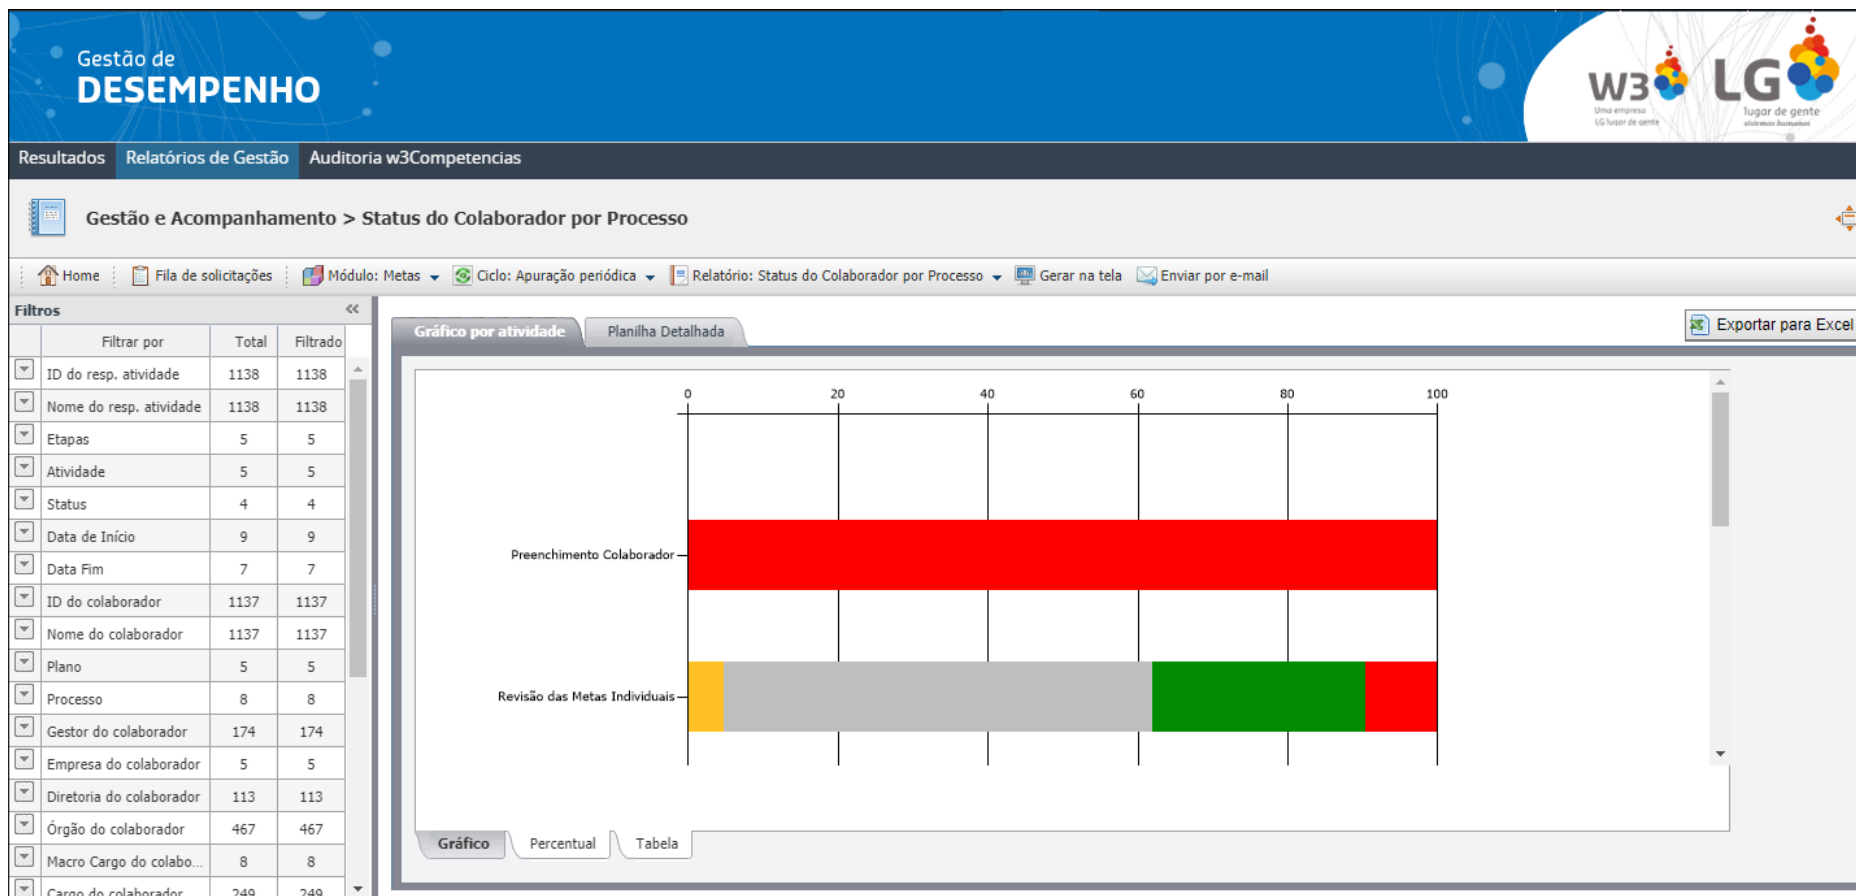 Gestão de
DESEMPENHO
W3
Uma empresa
LG lugar de gente
LG
lugar de gente
sistemas humanos
Resultados Relatórios de Gestão Auditoria w3Competencias
Gestão e Acompanhamento > Status do Colaborador por Processo
Home Fila de solicitações Módulo: Metas Ciclo: Apuração periódica Relatório: Status do Colaborador por Processo Gerar na tela Enviar por e-mail
Filtros
Filtrar por Total Filtrado
ID do resp. atividade 1138 1138
Nome do resp. atividade 1138 1138
Etapas 5 5
Atividade 5 5
Status 4 4
Data de Início 9 9
Data Fim 7 7
ID do colaborador 1137 1137
Nome do colaborador 1137 1137
Plano 5 5
Processo 8 8
Gestor do colaborador 174 174
Empresa do colaborador 5 5
Diretoria do colaborador 113 113
Órgão do colaborador 467 467
Macro Cargo do colabo... 8 8
Cargo do colaborador 249 249
Gráfico por atividade Planilha Detalhada
Exportar para Excel
0 20 40 60 80 100
Preenchimento Colaborador
Revisão das Metas Individuais
Gráfico Percentual Tabela